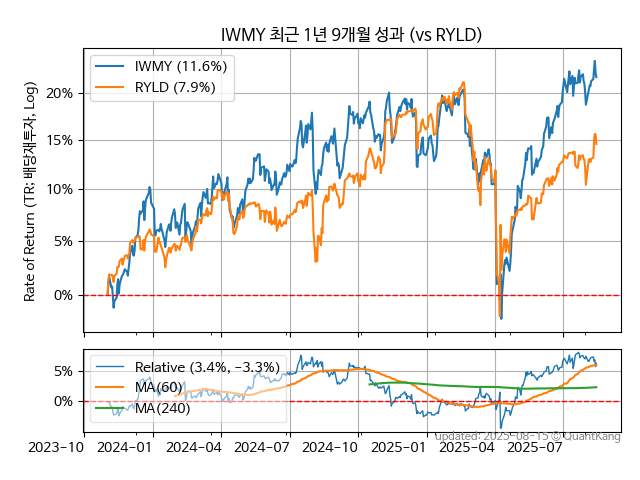 IWMY 최근 1년 9개월 성과 (vs RYLD)
IWMY (11.6%)
RYLD (7.9%)
20%
15%
10%
5%
0%
Rate of Return (TR: 배당재투자, Log)
Relative (3.4%, −3.3%)
MA(60)
MA(240)
5%
0%
2023-10 2024-01 2024-04 2024-07 2024-10 2025-01 2025-04 2025-07
updated: 2025-08-15 © QuantKang